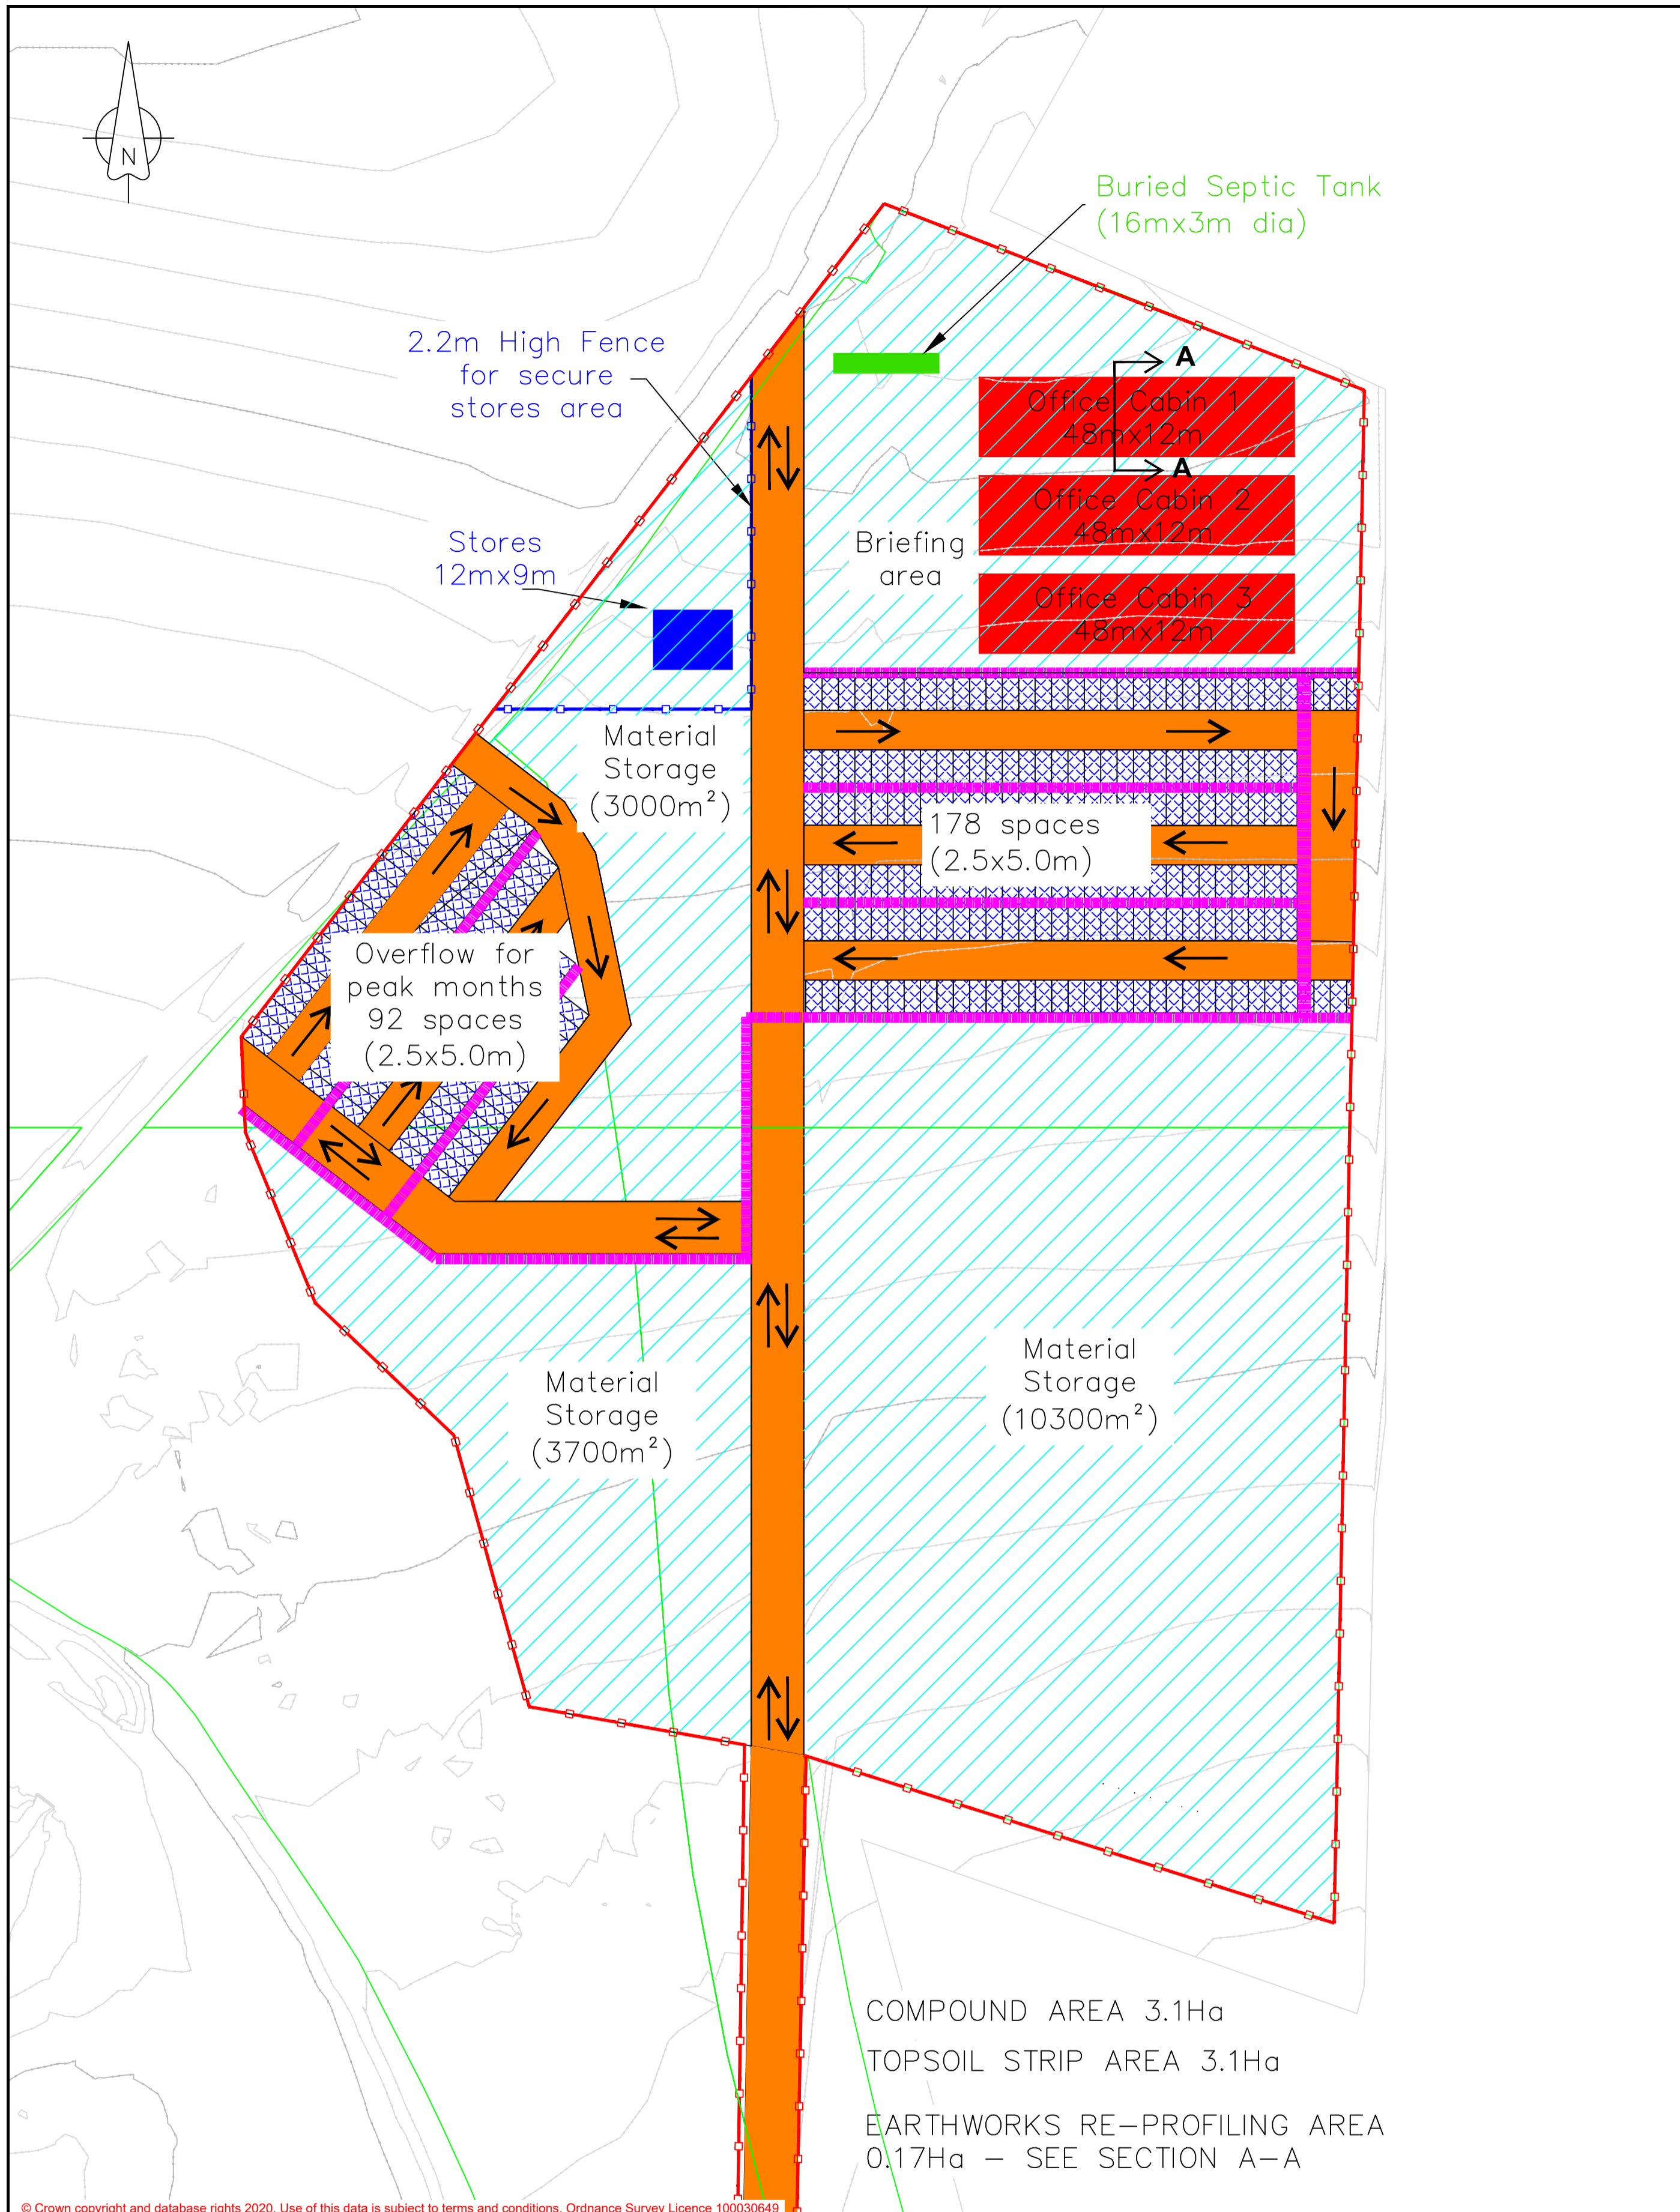 N
Buried Septic Tank
(16mx3m dia)
2.2m High Fence
for secure
stores area
A
Office Cabin 1
48mx12m
A
Office Cabin 2
48mx12m
Briefing
area
Stores
12mx9m
Office Cabin 3
48mx12m
Material
Storage
(3000m²)
178 spaces
(2.5x5.0m)
Overflow for
peak months
92 spaces
(2.5x5.0m)
Material
Storage
(10300m²)
Material
Storage
(3700m²)
COMPOUND AREA 3.1Ha
TOPSOIL STRIP AREA 3.1Ha
EARTHWORKS RE-PROFILING AREA
0.17Ha - SEE SECTION A-A
© Crown copyright and database rights 2020. Use of this data is subject to terms and conditions. Ordnance Survey Licence 100030649